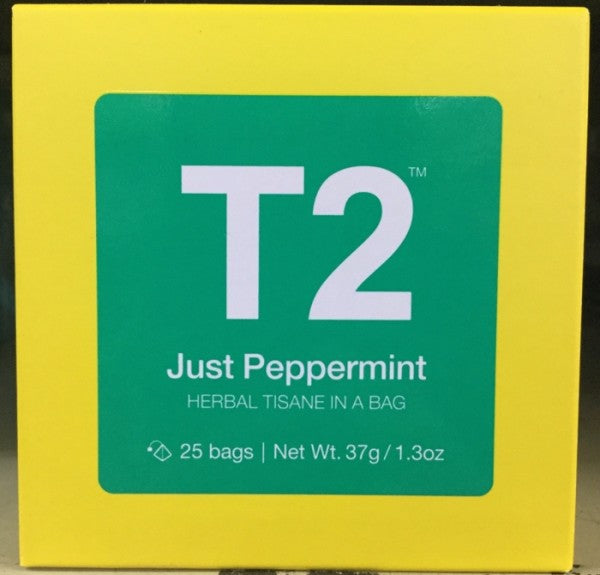 T2™
Just Peppermint
HERBAL TISANE IN A BAG
25 bags | Net Wt. 37g / 1.3oz